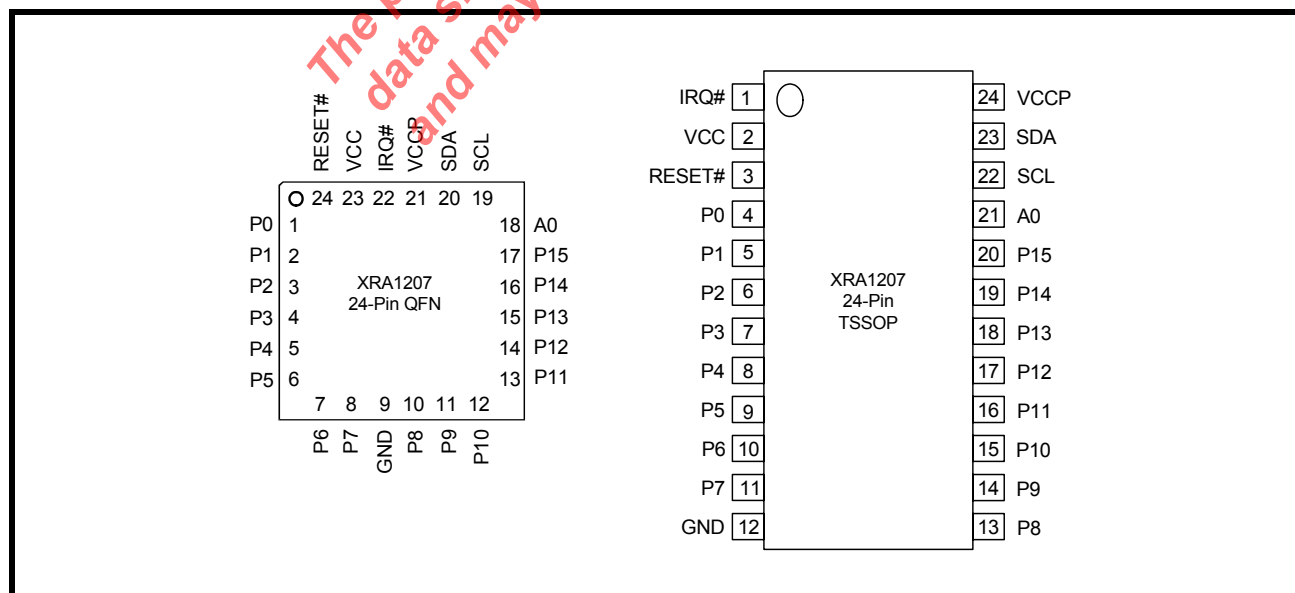 The p
data s
and may
RESET# VCC IRQ# VCCP SDA SCL
24 23 22 21 20 19
P0 1 18 A0
P1 2 17 P15
P2 3 16 P14
P3 4 15 P13
P4 5 14 P12
P5 6 13 P11
XRA1207
24-Pin QFN
7 8 9 10 11 12
P6 P7 GND P8 P9 P10
IRQ# 1 24 VCCP
VCC 2 23 SDA
RESET# 3 22 SCL
P0 4 21 A0
P1 5 20 P15
P2 6 19 P14
P3 7 18 P13
P4 8 17 P12
P5 9 16 P11
P6 10 15 P10
P7 11 14 P9
GND 12 13 P8
XRA1207
24-Pin
TSSOP